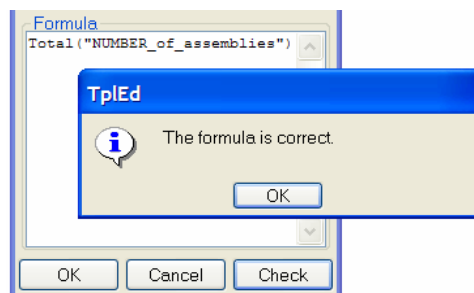 Formula
Total("NUMBER_of_assemblies")
TplEd
The formula is correct.
OK
OK Cancel Check